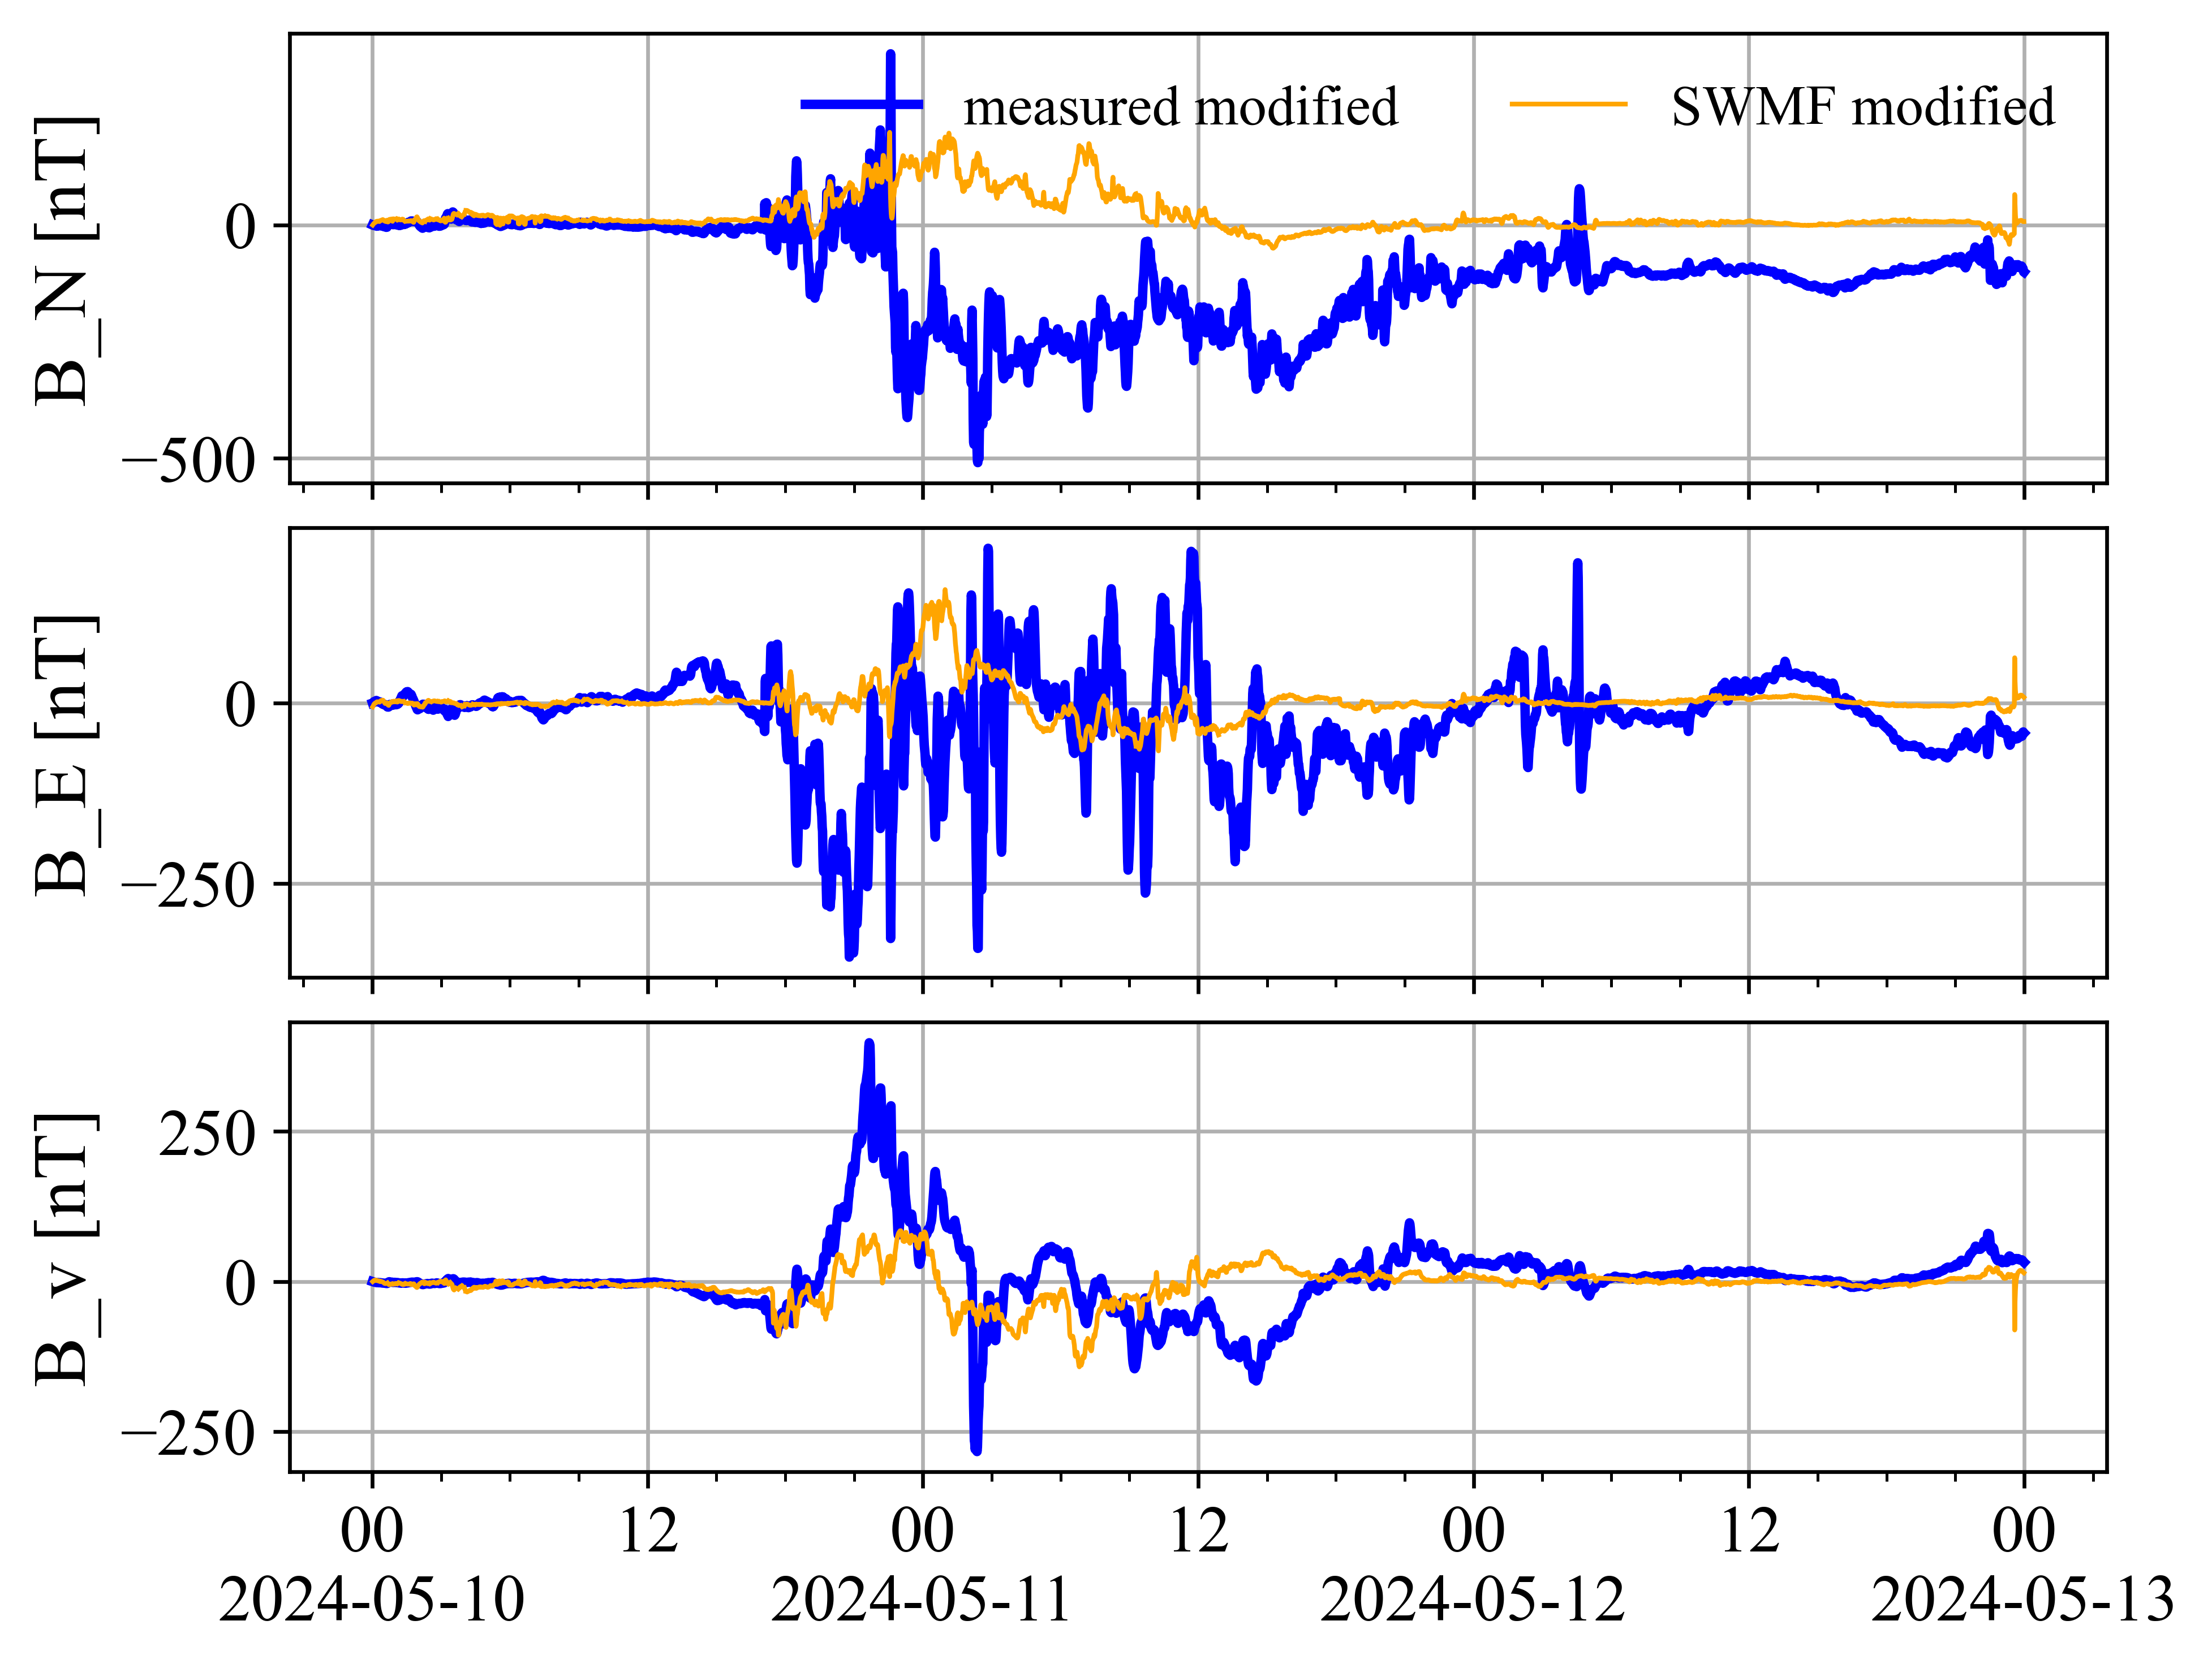 B_N [nT]
0
−500
measured modified
SWMF modified
B_E [nT]
0
−250
B_v [nT]
250
0
−250
00 12 00 12 00 12 00
2024-05-10 2024-05-11 2024-05-12 2024-05-13